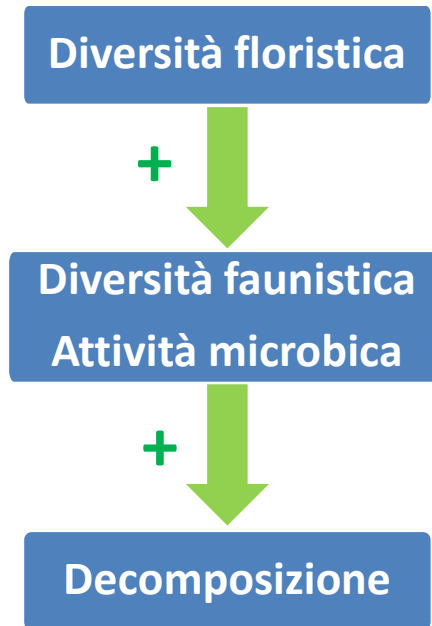 Diversità floristica
+
Diversità faunistica
Attività microbica
+
Decomposizione